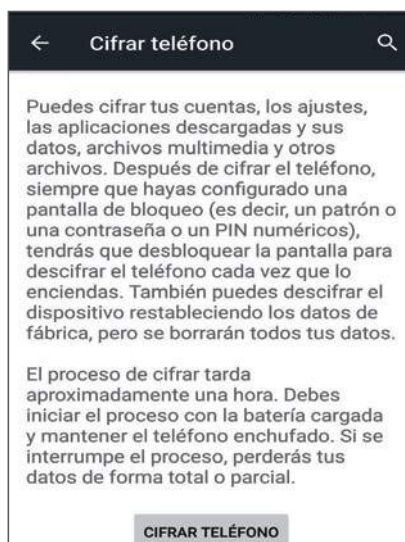 Cifrar teléfono
Puedes cifrar tus cuentas, los ajustes,
las aplicaciones descargadas y sus
datos, archivos multimedia y otros
archivos. Después de cifrar el teléfono,
siempre que hayas configurado una
pantalla de bloqueo (es decir, un patrón o
una contraseña o un PIN numéricos),
tendrás que desbloquear la pantalla para
descifrar el teléfono cada vez que lo
enciendas. También puedes descifrar el
dispositivo restableciendo los datos de
fábrica, pero se borrarán todos tus datos.
El proceso de cifrar tarda
aproximadamente una hora. Debes
iniciar el proceso con la batería cargada
y mantener el teléfono enchufado. Si se
interrumpe el proceso, perderás tus
datos de forma total o parcial.
CIFRAR TELÉFONO